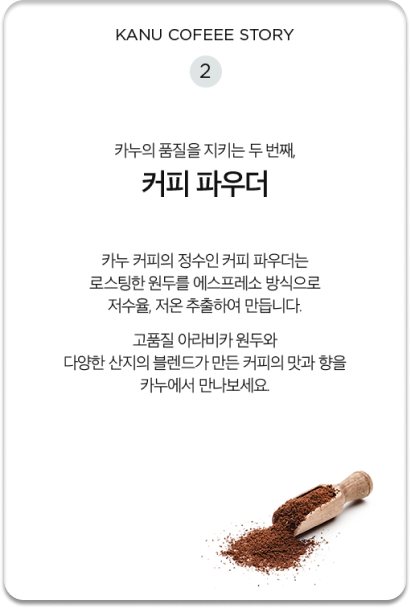 KANU COFEEE STORY
2
카누의 품질을 지키는 두 번째,
커피 파우더
카누 커피의 정수인 커피 파우더는
로스팅한 원두를 에스프레소 방식으로
저수율, 저온 추출하여 만듭니다.
고품질 아라비카 원두와
다양한 산지의 블렌드가 만든 커피의 맛과 향을
카누에서 만나보세요.